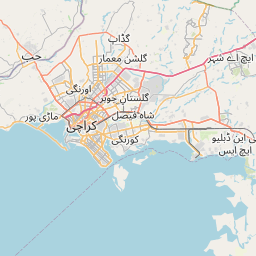 گڈاپ
حب
گلشن معمار
ایچ اے شہر
اورنگی
گلستان جوہر
ماڑی پور
شاہ فیصل
کراچی
کورنگی
ٹی این ڈبلیو
ایچ ایس